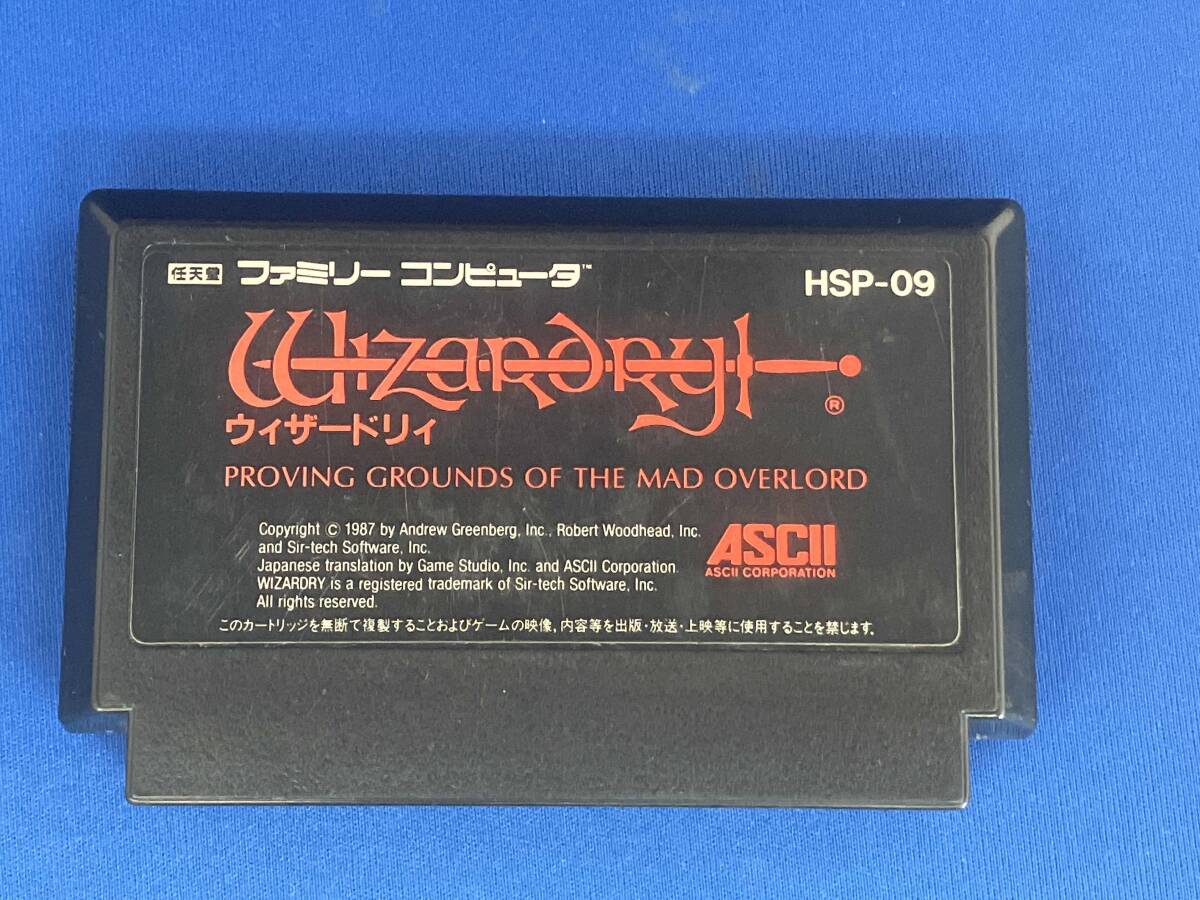 任天堂 ファミリー コンピュータ™ HSP-09
Wizardry ®
ウィザードリィ
PROVING GROUNDS OF THE MAD OVERLORD
Copyright © 1987 by Andrew Greenberg, Inc., Robert Woodhead, Inc.
and Sir-tech Software, Inc.
Japanese translation by Game Studio, Inc. and ASCII Corporation.
WIZARDRY is a registered trademark of Sir-tech Software, Inc.
All rights reserved.
ASCII
ASCII CORPORATION
このカートリッジを無断で複製することおよびゲームの映像,内容等を出版・放送・上映等に使用することを禁じます.